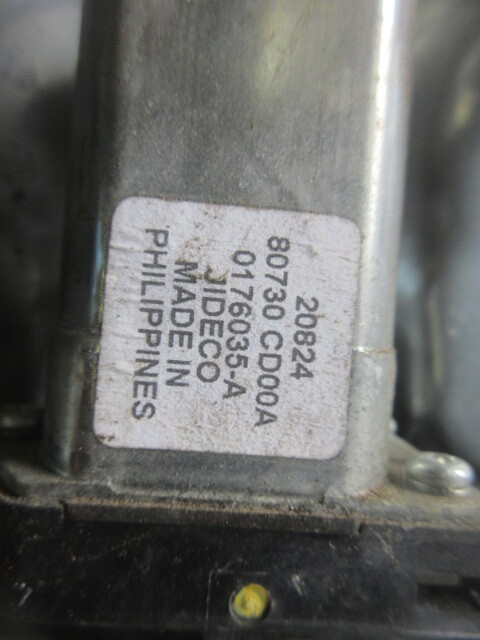 20824
80730 CD00A
0176035-A
JIDECO
MADE IN
PHILIPPINES